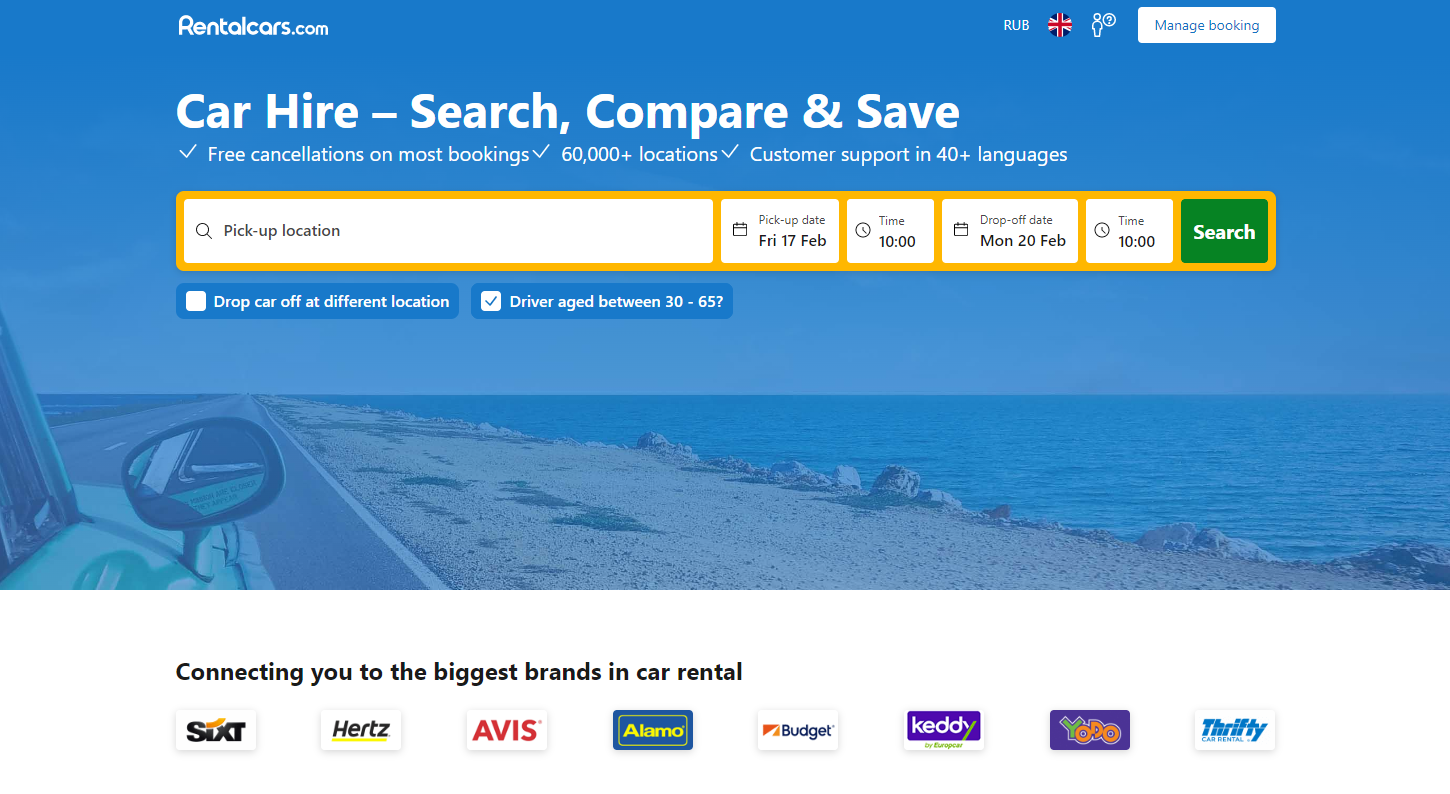 Rentalcars.com
RUB
Manage booking
Car Hire – Search, Compare & Save
Free cancellations on most bookings 60,000+ locations Customer support in 40+ languages
Pick-up location
Pick-up date
Fri 17 Feb
Time
10:00
Drop-off date
Mon 20 Feb
Time
10:00
Search
Drop car off at different location
Driver aged between 30 - 65?
Connecting you to the biggest brands in car rental
SIXT
Hertz
AVIS
Alamo
Budget
keddy
by Europcar
YoDo
Thrifty
CAR RENTAL